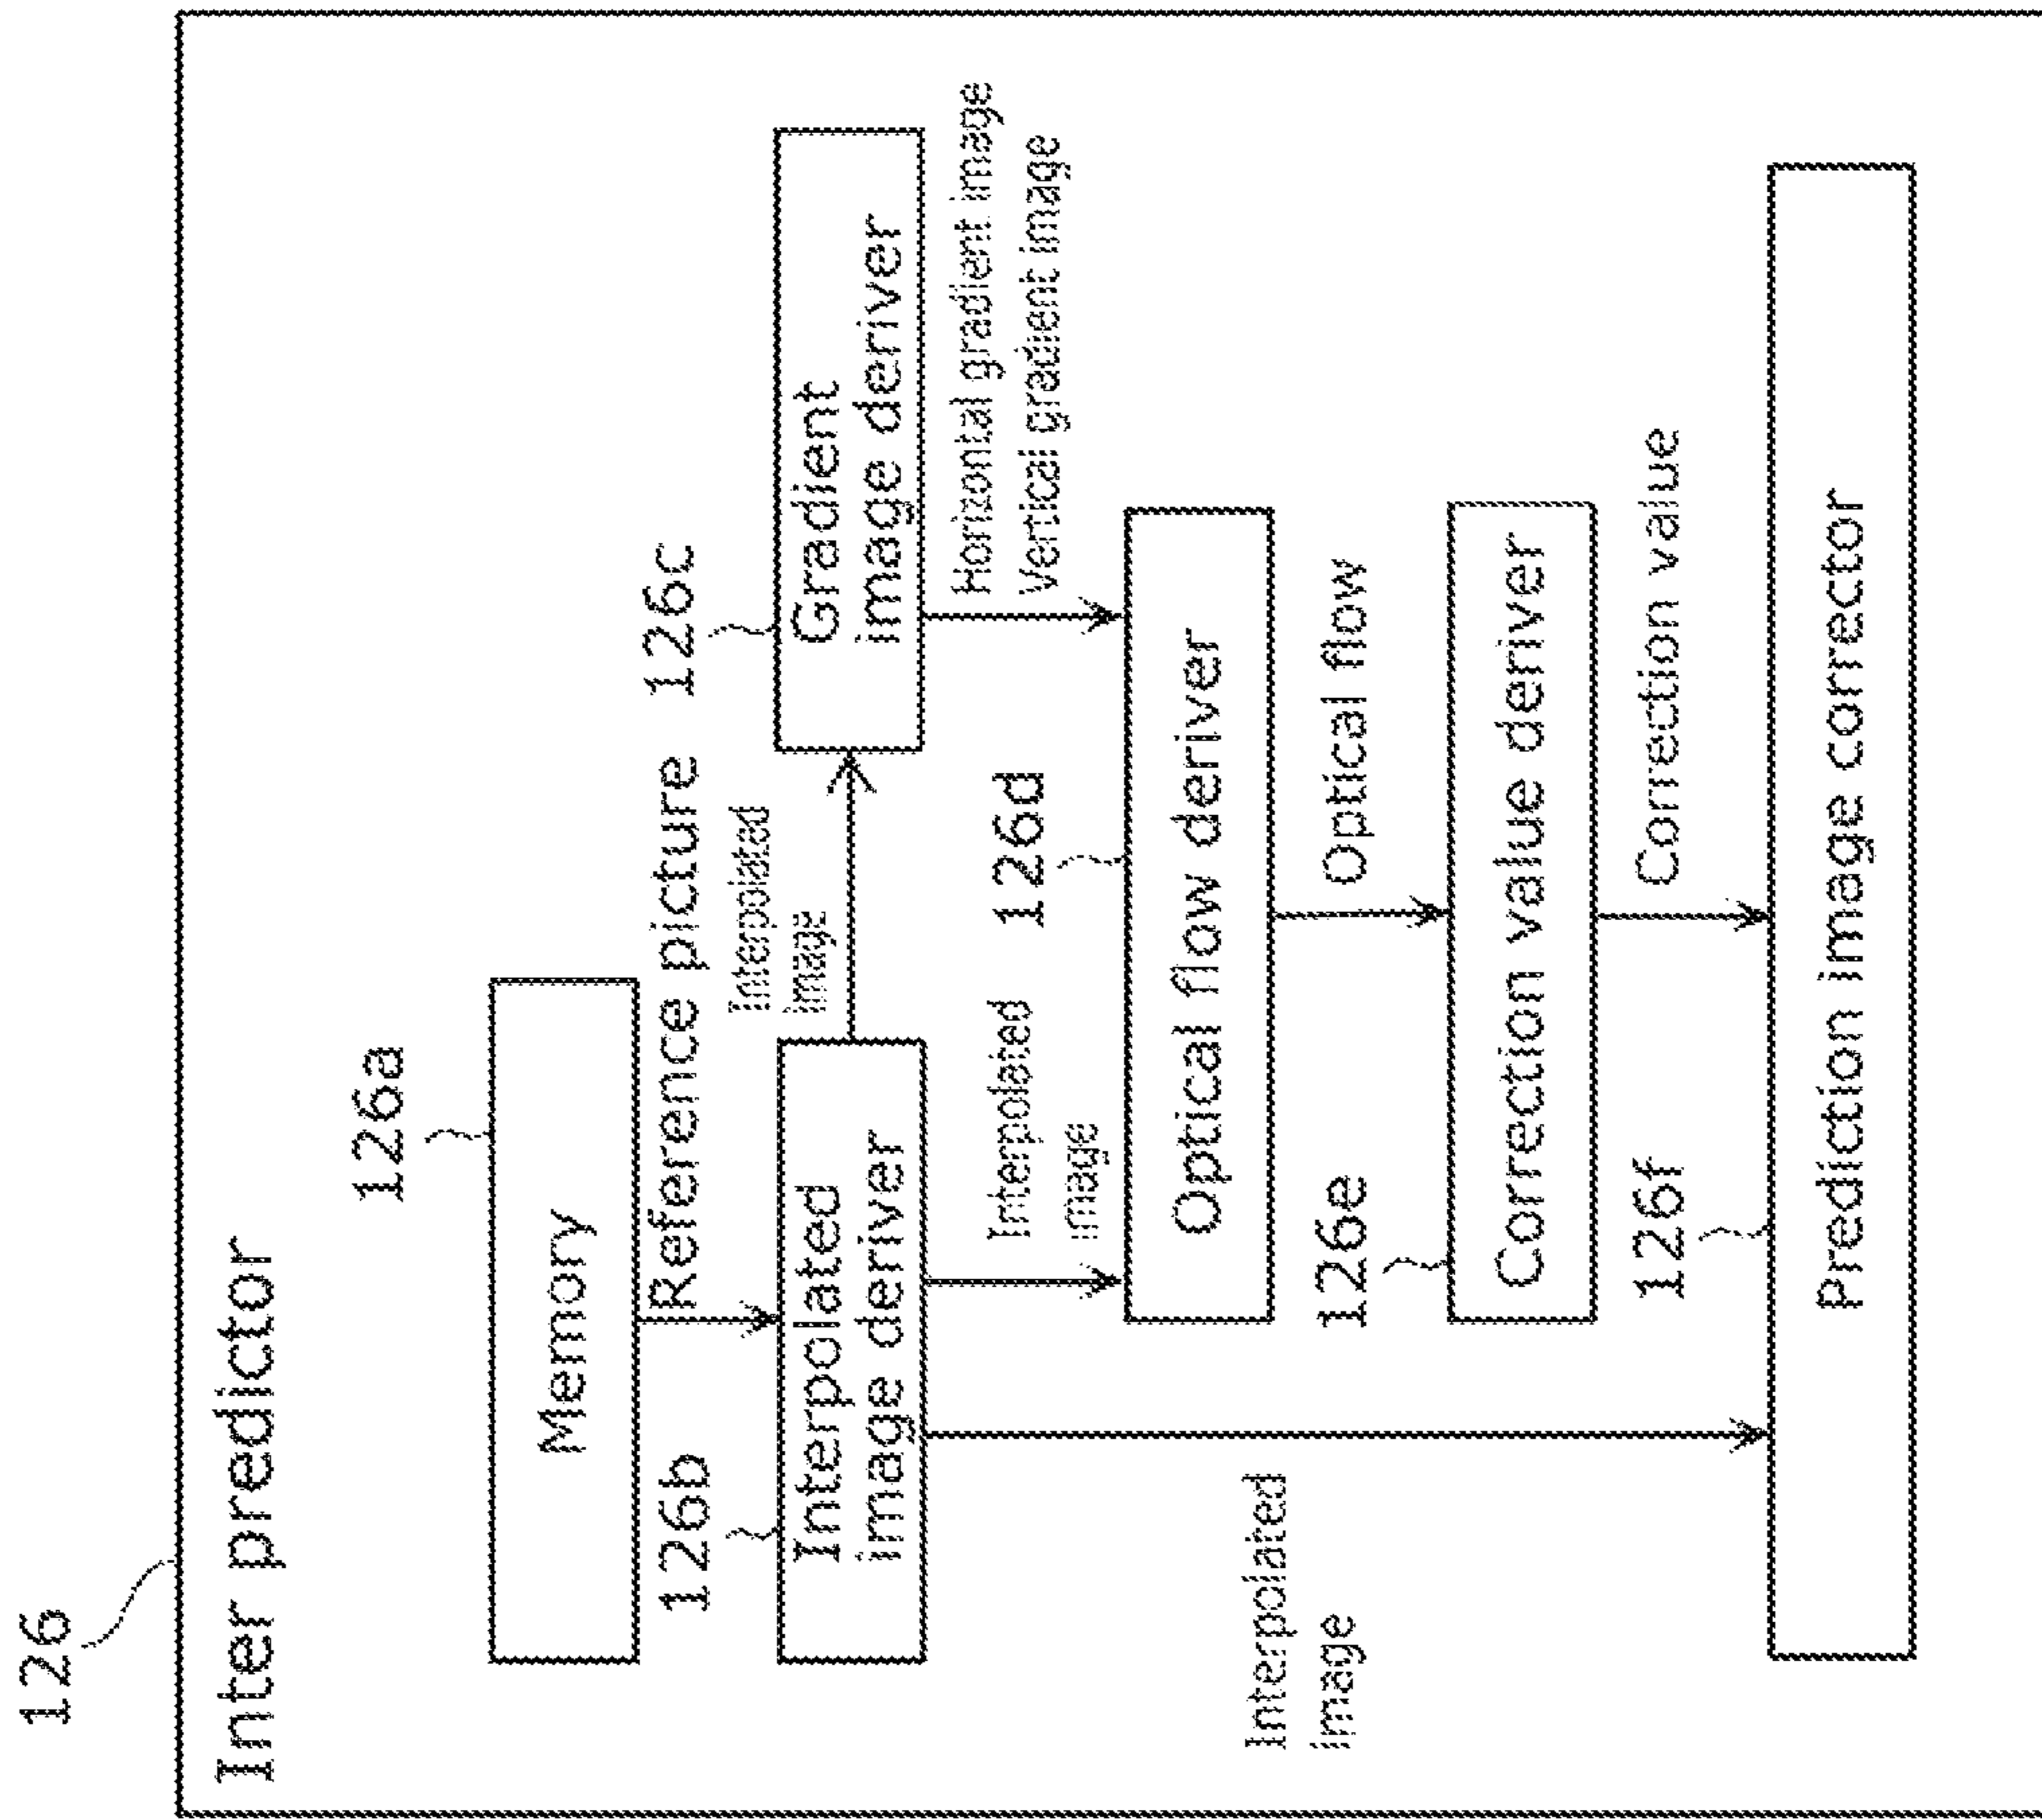 126
Inter predictor
126a
Memory
Reference picture
126b
Interpolated
image deriver
Interpolated
image
126c
Gradient
image deriver
Horizontal gradient image
Vertical gradient image
Interpolated
image
126d
Optical flow deriver
Optical flow
126e
Correction value deriver
Correction value
Interpolated
image
126f
Prediction image corrector